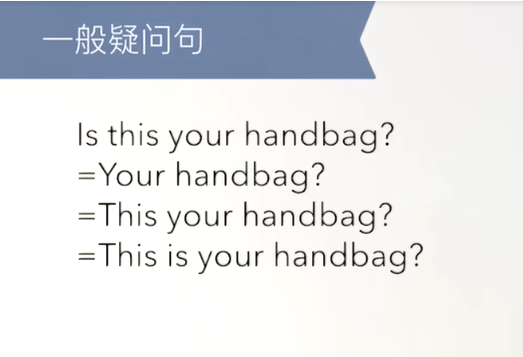 一般疑问句
Is this your handbag?
=Your handbag?
=This your handbag?
=This is your handbag?